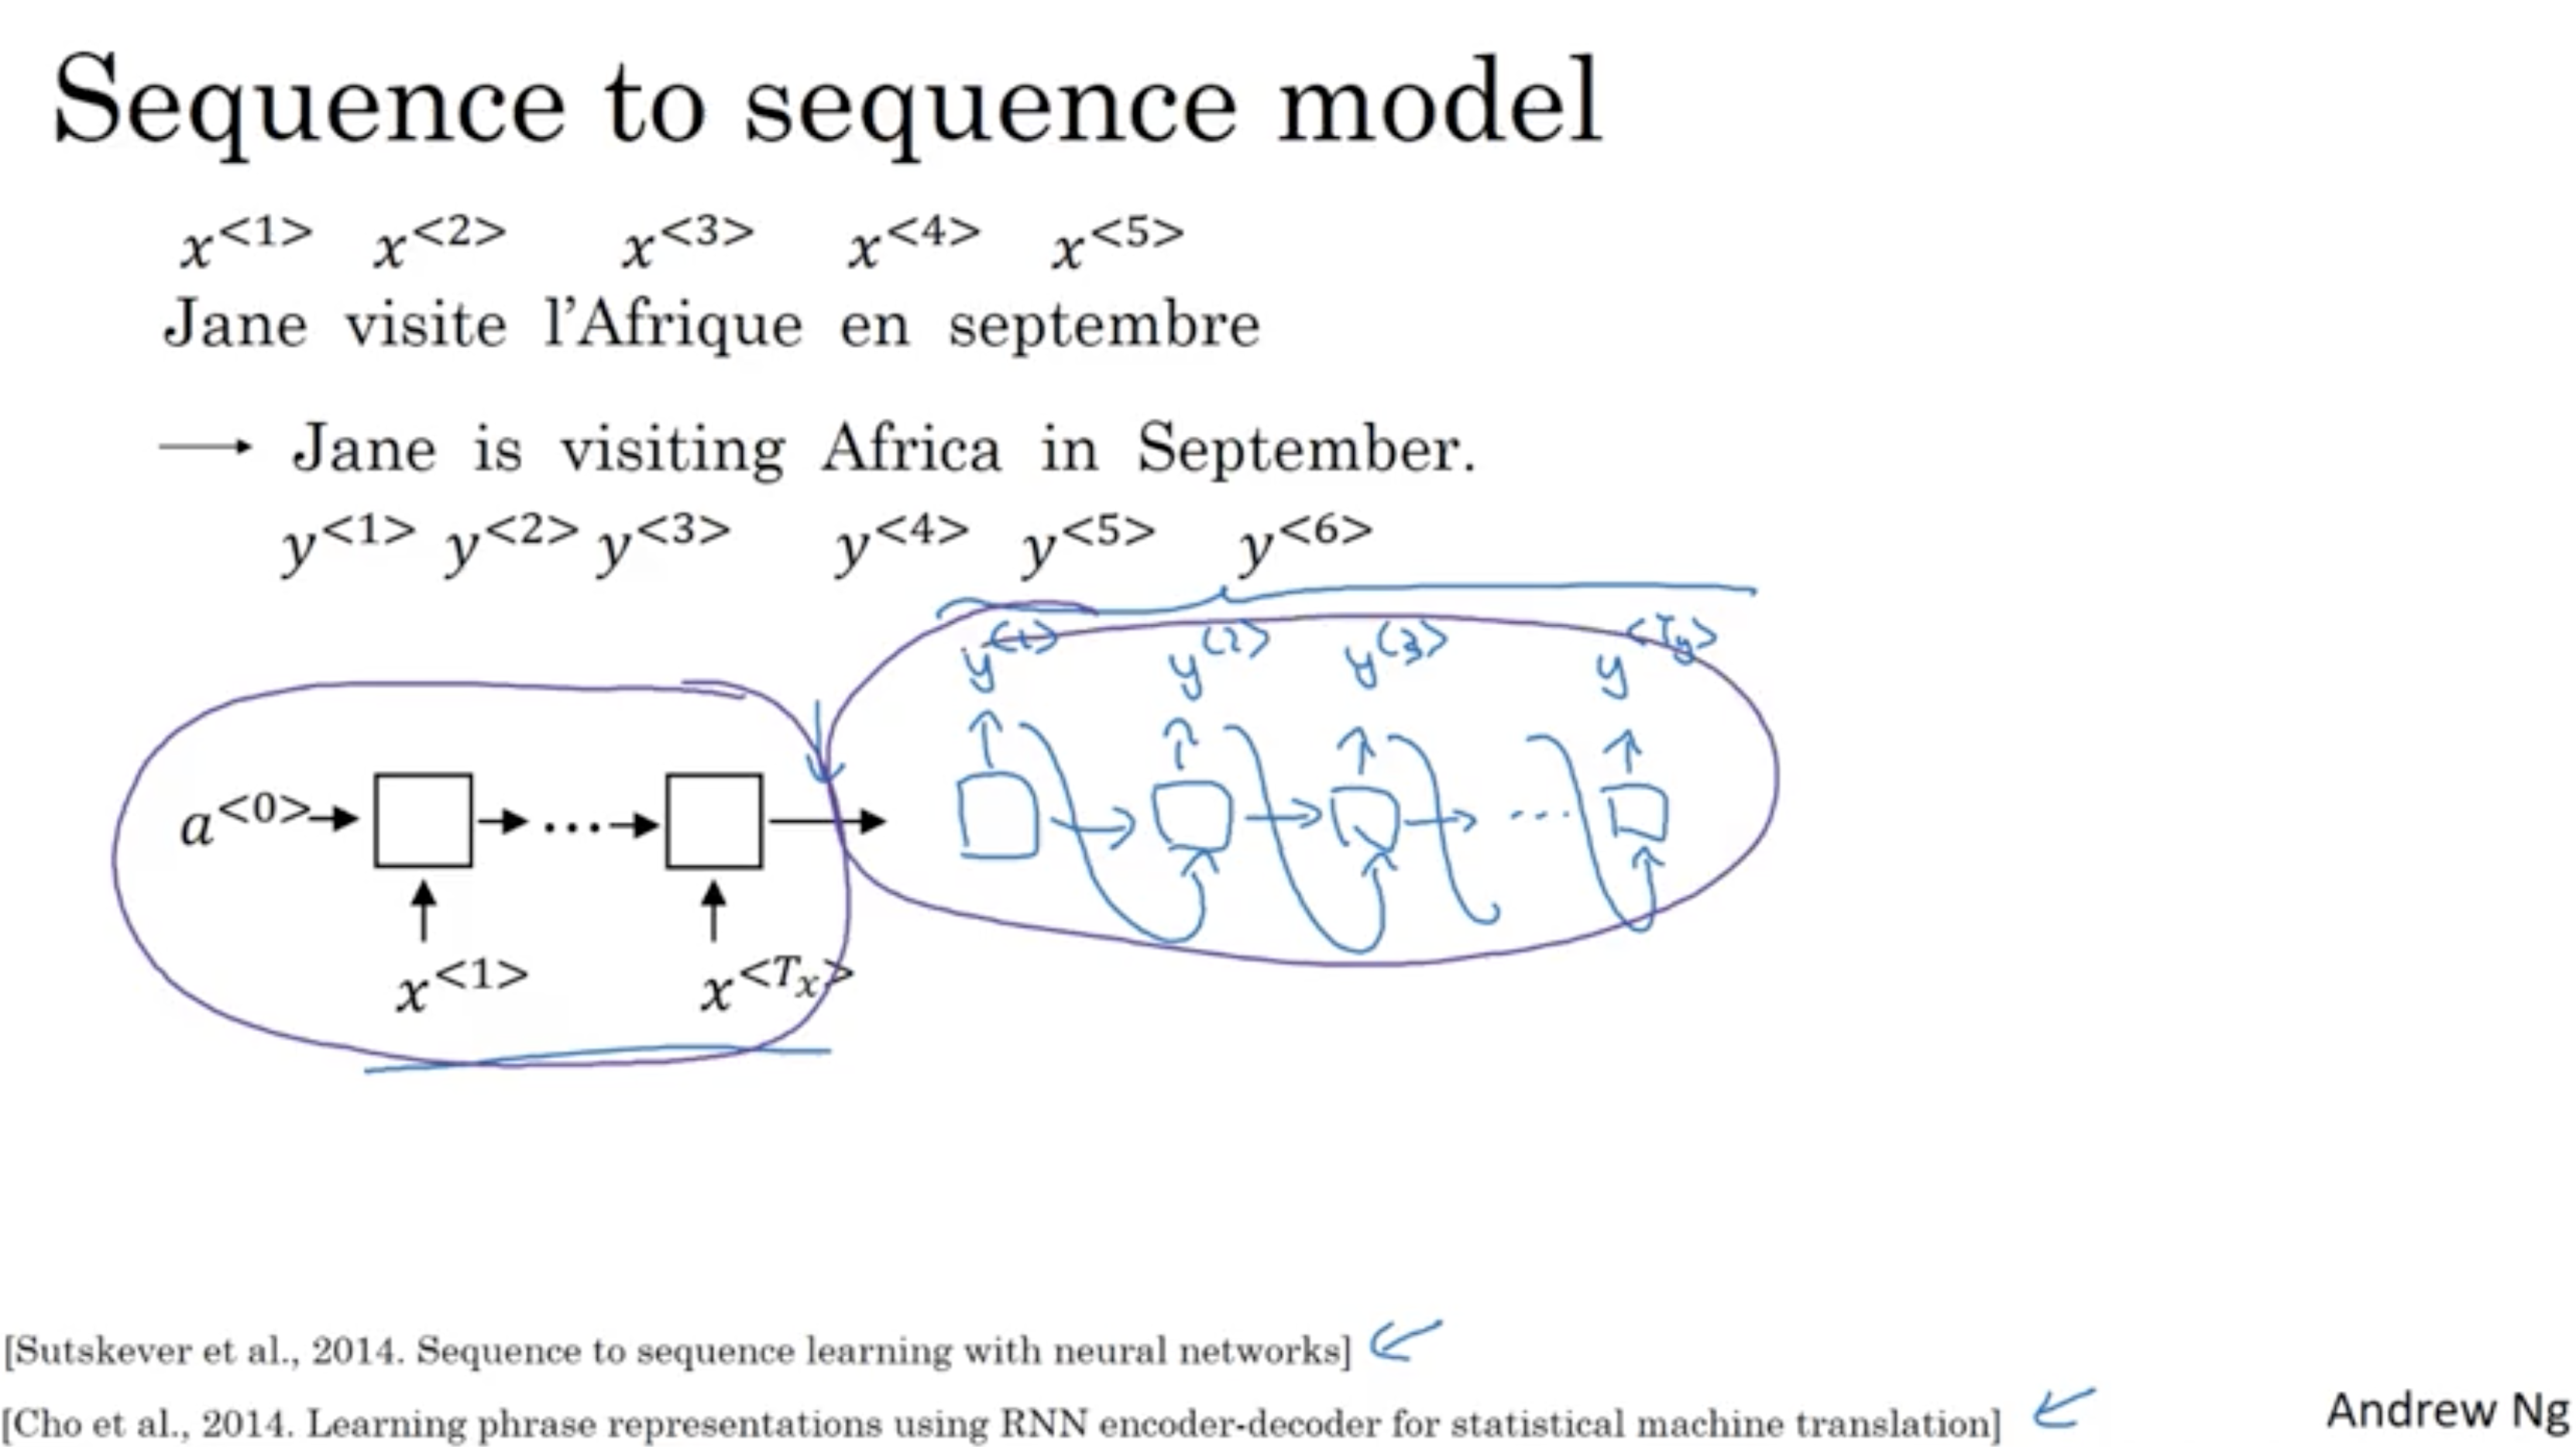 Sequence to sequence model
x<1> x<2> x<3> x<4> x<5>
Jane visite l'Afrique en septembre
→ Jane is visiting Africa in September.
y<1> y<2> y<3> y<4> y<5> y<6>
y<1> y<2> y<3> y<Ty>
a<0> → → ... → → → → → ...
x<1> x<Tx>
[Sutskever et al., 2014. Sequence to sequence learning with neural networks] ←
[Cho et al., 2014. Learning phrase representations using RNN encoder-decoder for statistical machine translation] ←
Andrew Ng